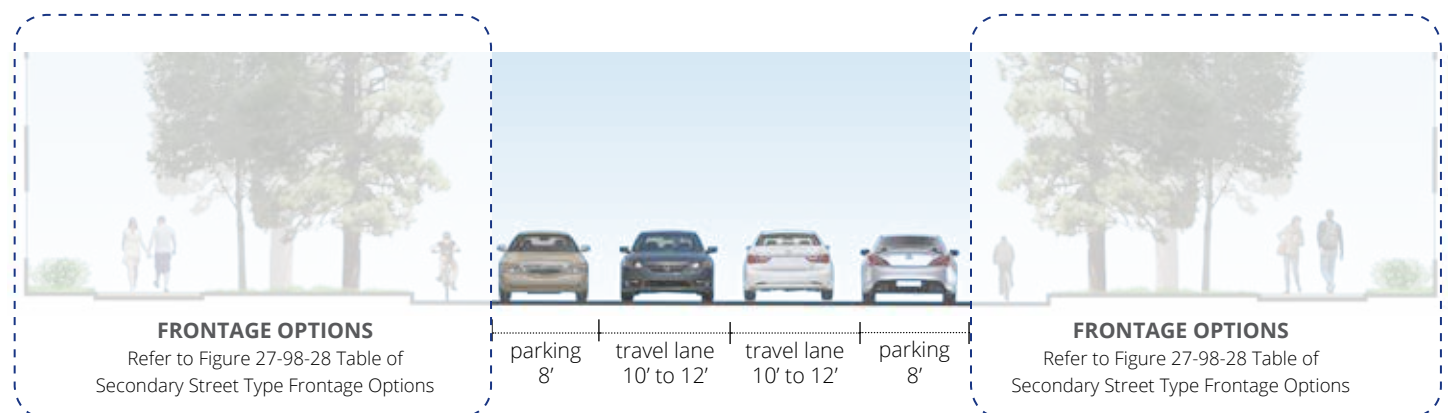 FRONTAGE OPTIONS
Refer to Figure 27-98-28 Table of
Secondary Street Type Frontage Options
parking
8’
travel lane
10’ to 12’
travel lane
10’ to 12’
parking
8’
FRONTAGE OPTIONS
Refer to Figure 27-98-28 Table of
Secondary Street Type Frontage Options